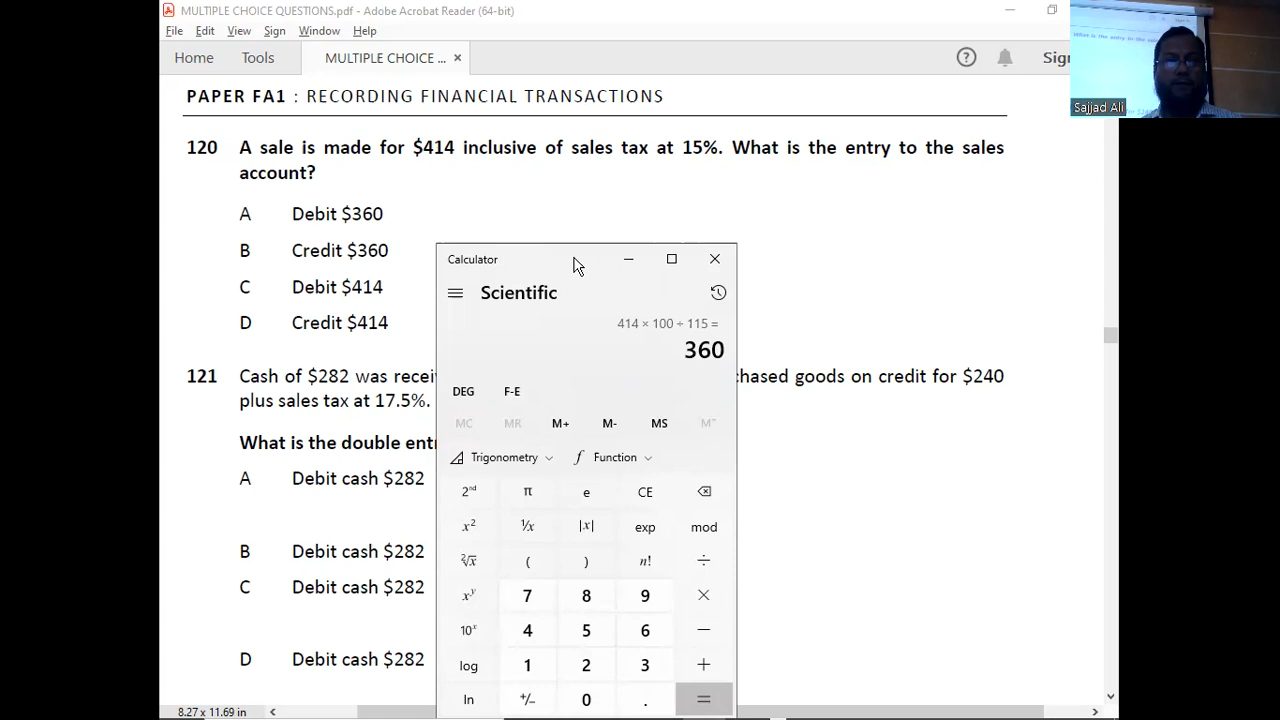 MULTIPLE CHOICE QUESTIONS.pdf - Adobe Acrobat Reader (64-bit)
File Edit View Sign Window Help
Home Tools MULTIPLE CHOICE ... × ? Sign
Sajjad Ali
PAPER FA1 : RECORDING FINANCIAL TRANSACTIONS
120 A sale is made for $414 inclusive of sales tax at 15%. What is the entry to the sales
account?
A Debit $360
B Credit $360
C Debit $414
D Credit $414
121 Cash of $282 was recei
chased goods on credit for $240
plus sales tax at 17.5%.
What is the double ent
A Debit cash $282
B Debit cash $282
C Debit cash $282
D Debit cash $282
Calculator
Scientific
414 × 100 ÷ 115 =
360
DEG F-E
MC MR M+ M- MS M˅
Trigonometry f Function
2nd π e CE
x² ¹/x |x| exp mod
²√x ( ) n! ÷
xʸ 7 8 9 ×
10ˣ 4 5 6 −
log 1 2 3 +
ln +/− 0 . =
8.27 x 11.69 in